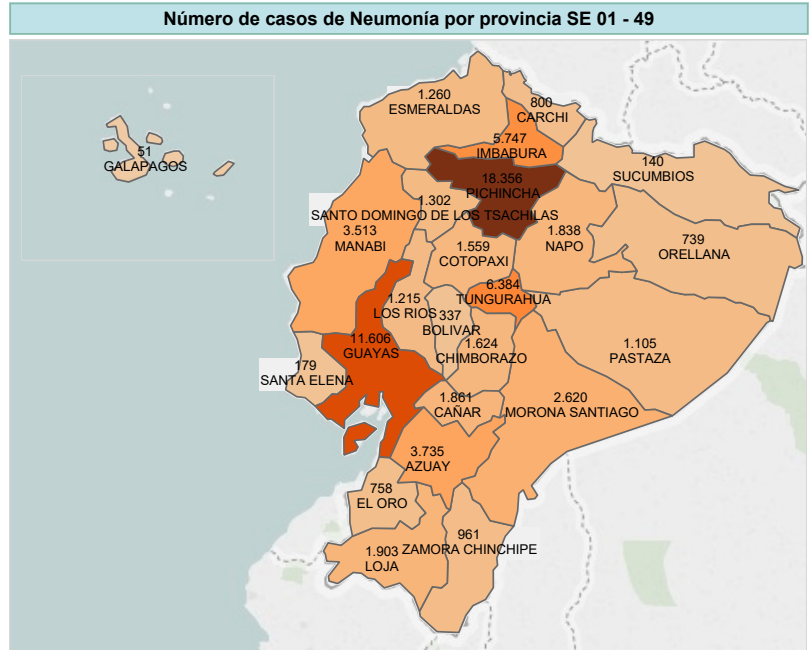 Número de casos de Neumonía por provincia SE 01 - 49
1.260
ESMERALDAS
800
CARCHI
5.747
IMBABURA
51
GALAPAGOS
140
SUCUMBIOS
18.356
PICHINCHA
1.302
SANTO DOMINGO DE LOS TSACHILAS
3.513
MANABI
1.838
NAPO
739
ORELLANA
1.559
COTOPAXI
6.384
TUNGURAHUA
1.215
LOS RIOS
337
BOLIVAR
11.606
GUAYAS
1.624
CHIMBORAZO
1.105
PASTAZA
179
SANTA ELENA
1.861
CAÑAR
2.620
MORONA SANTIAGO
3.735
AZUAY
758
EL ORO
961
ZAMORA CHINCHIPE
1.903
LOJA